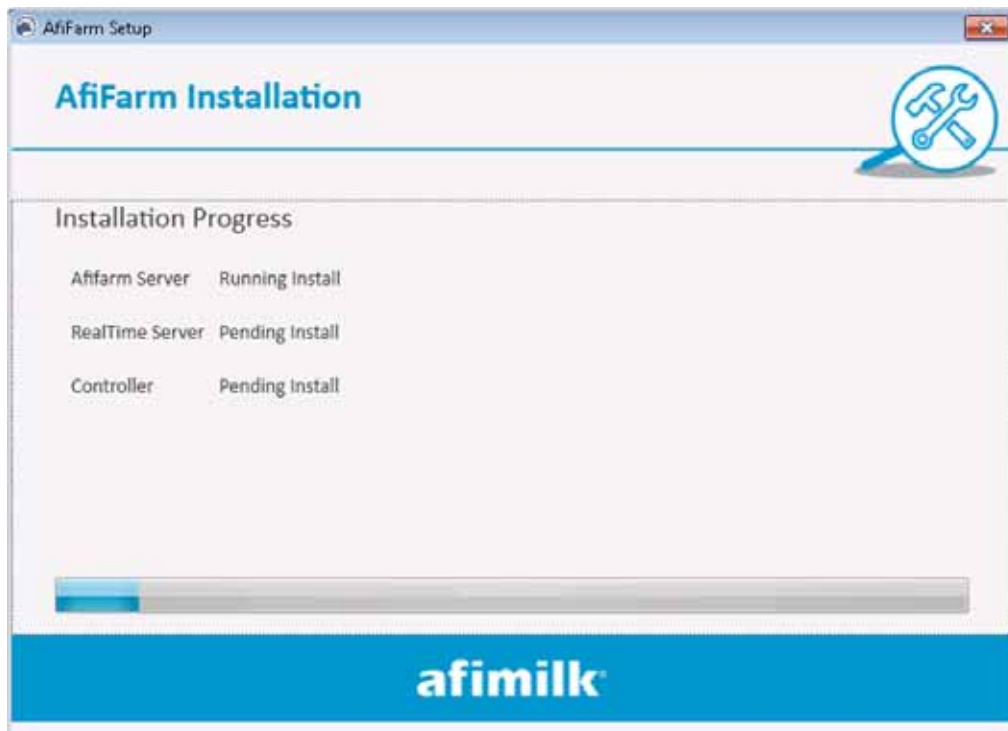 AfiFarm Setup
AfiFarm Installation
Installation Progress
Afifarm Server Running Install
RealTime Server Pending Install
Controller Pending Install
afimilk